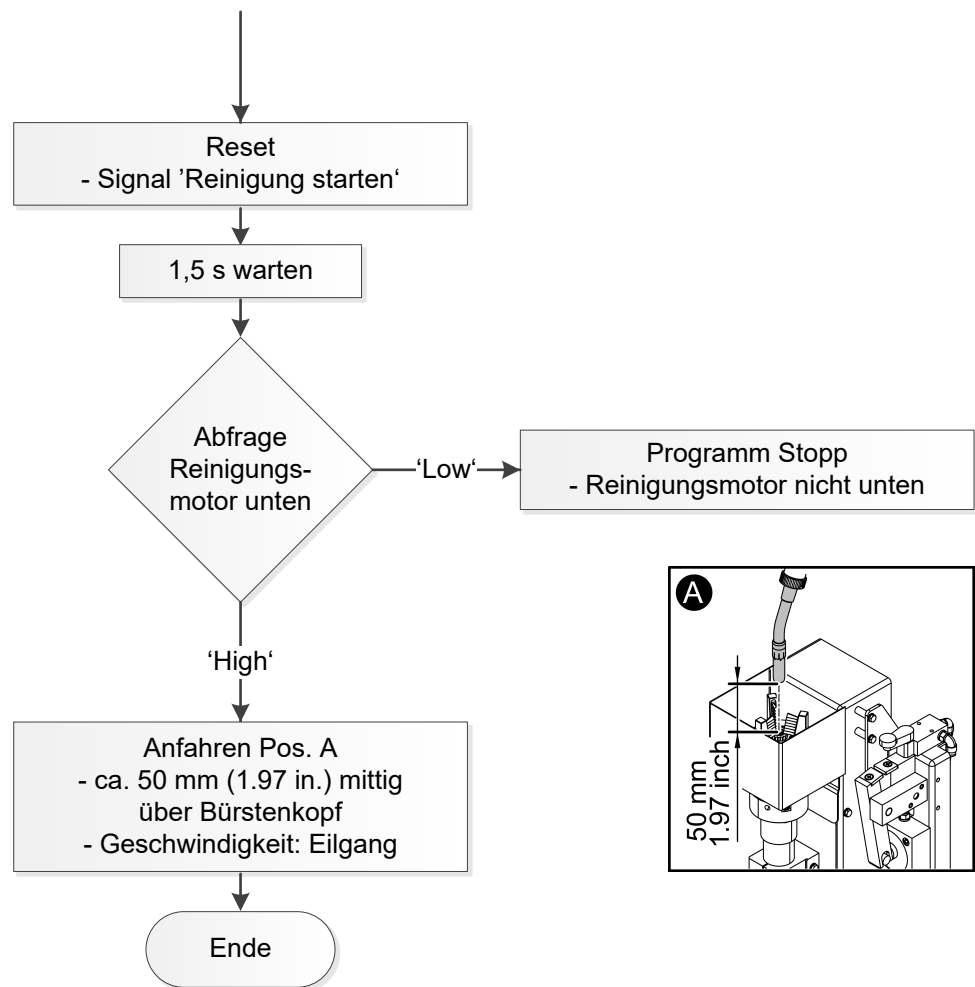 Reset
- Signal ’Reinigung starten‘
1,5 s warten
Abfrage
Reinigungs-
motor unten
‘Low‘
Programm Stopp
- Reinigungsmotor nicht unten
‘High‘
Anfahren Pos. A
- ca. 50 mm (1.97 in.) mittig
über Bürstenkopf
- Geschwindigkeit: Eilgang
Ende
A
50 mm
1.97 inch